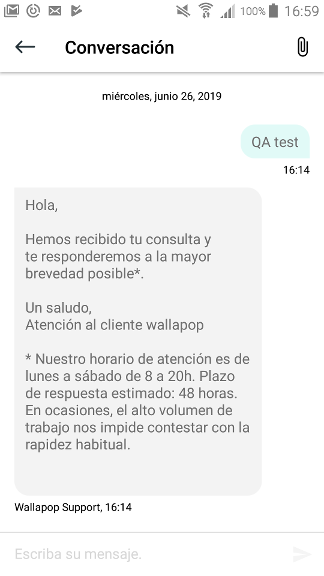 100% 16:59
Conversación
miércoles, junio 26, 2019
QA test
16:14
Hola,
Hemos recibido tu consulta y
te responderemos a la mayor
brevedad posible*.
Un saludo,
Atención al cliente wallapop
* Nuestro horario de atención es de
lunes a sábado de 8 a 20h. Plazo
de respuesta estimado: 48 horas.
En ocasiones, el alto volumen de
trabajo nos impide contestar con la
rapidez habitual.
Wallapop Support, 16:14
Escriba su mensaje.